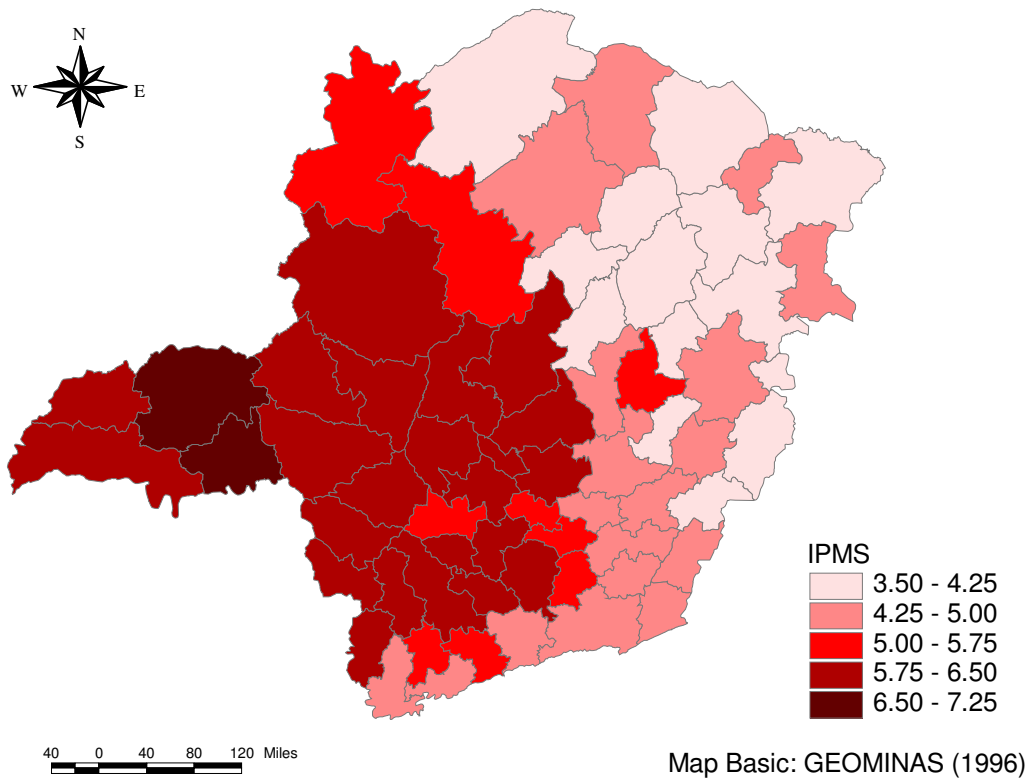 N
W E
S
IPMS
3.50 - 4.25
4.25 - 5.00
5.00 - 5.75
5.75 - 6.50
6.50 - 7.25
40 0 40 80 120 Miles
Map Basic: GEOMINAS (1996)